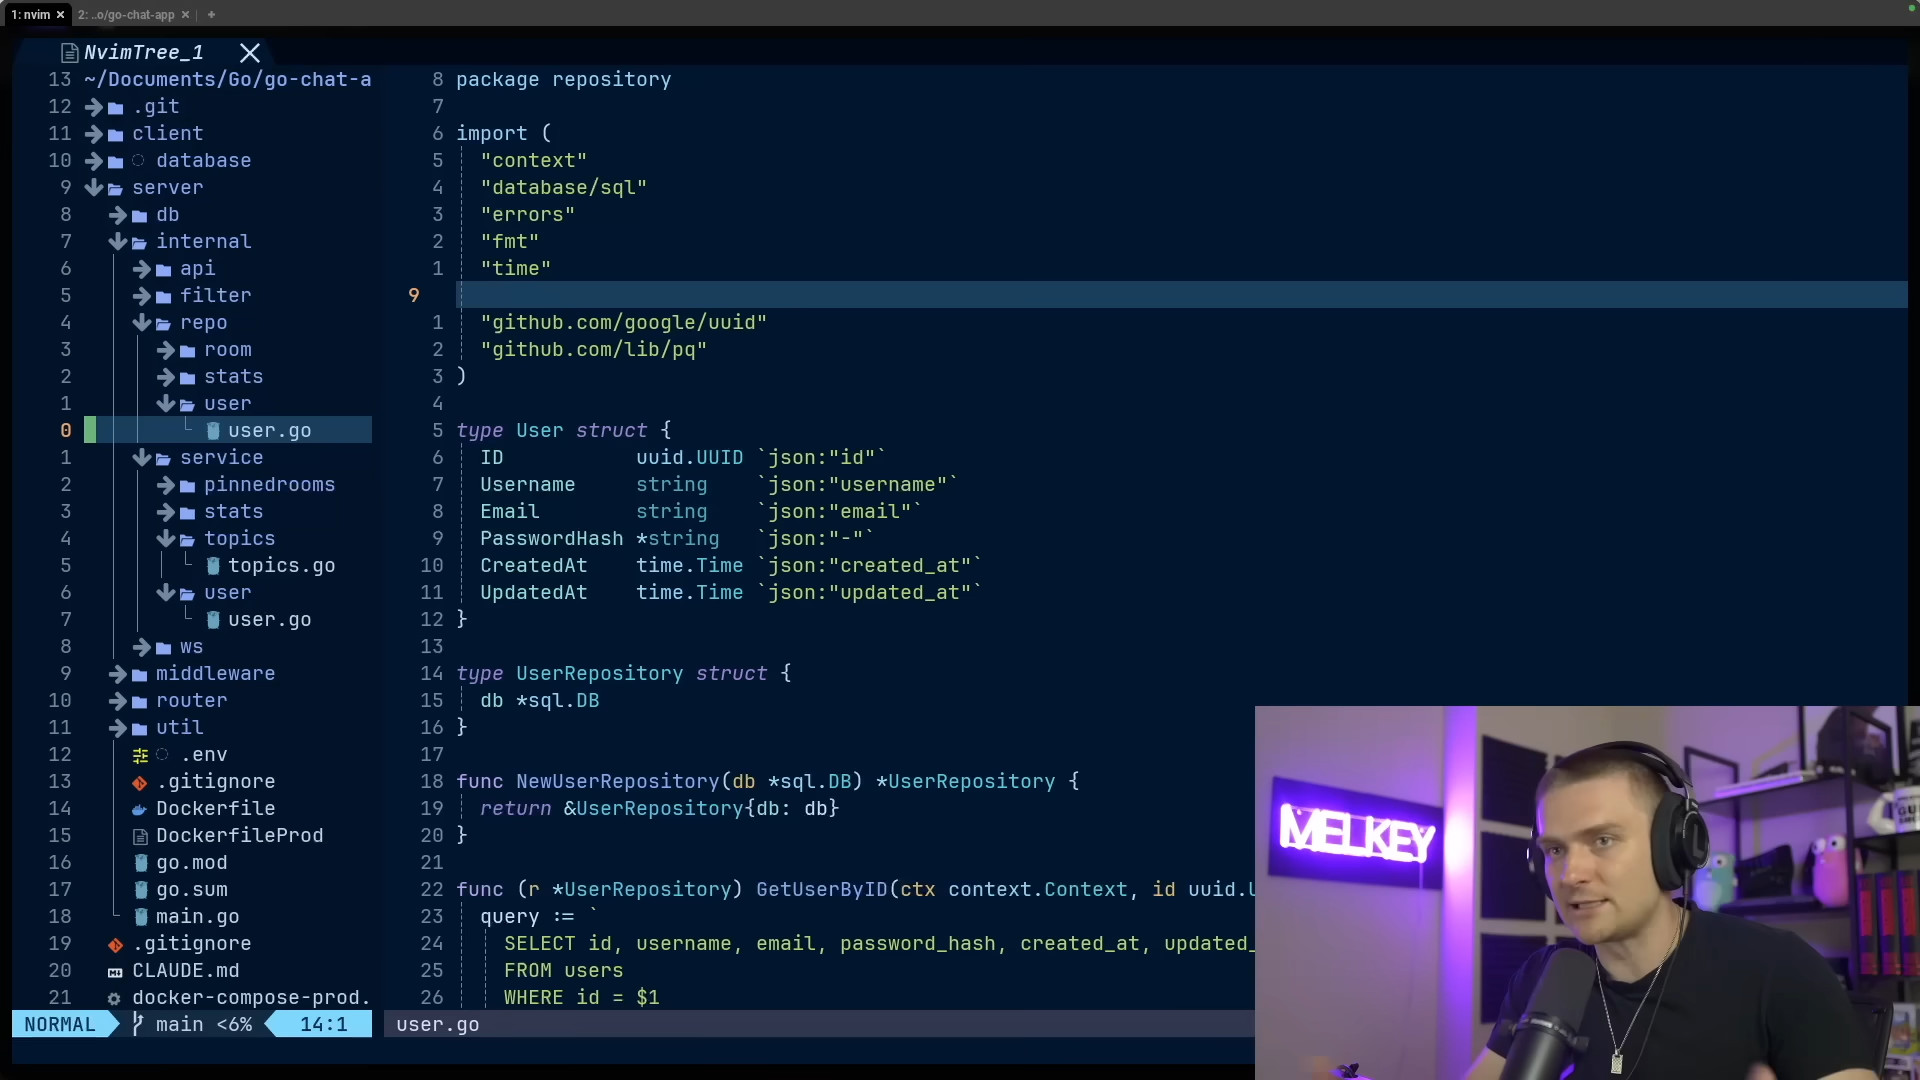 1: nvim ✕ 2: ..o/go-chat-app ✕ +
NvimTree_1
13 ~/Documents/Go/go-chat-a
12 .git
11 client
10 database
9 server
8 db
7 internal
6 api
5 filter
4 repo
3 room
2 stats
1 user
0 user.go
1 service
2 pinnedrooms
3 stats
4 topics
5 topics.go
6 user
7 user.go
8 ws
9 middleware
10 router
11 util
12 .env
13 .gitignore
14 Dockerfile
15 DockerfileProd
16 go.mod
17 go.sum
18 main.go
19 .gitignore
20 CLAUDE.md
21 docker-compose-prod.
NORMAL main <6% 14:1
8 package repository
7
6 import (
5 "context"
4 "database/sql"
3 "errors"
2 "fmt"
1 "time"
9
1 "github.com/google/uuid"
2 "github.com/lib/pq"
3 )
4
5 type User struct {
6 ID uuid.UUID `json:"id"`
7 Username string `json:"username"`
8 Email string `json:"email"`
9 PasswordHash *string `json:"-"`
10 CreatedAt time.Time `json:"created_at"`
11 UpdatedAt time.Time `json:"updated_at"`
12 }
13
14 type UserRepository struct {
15 db *sql.DB
16 }
17
18 func NewUserRepository(db *sql.DB) *UserRepository {
19 return &UserRepository{db: db}
20 }
21
22 func (r *UserRepository) GetUserByID(ctx context.Context, id uuid.U
23 query := `
24 SELECT id, username, email, password_hash, created_at, updated_
25 FROM users
26 WHERE id = $1
user.go
MELKEY